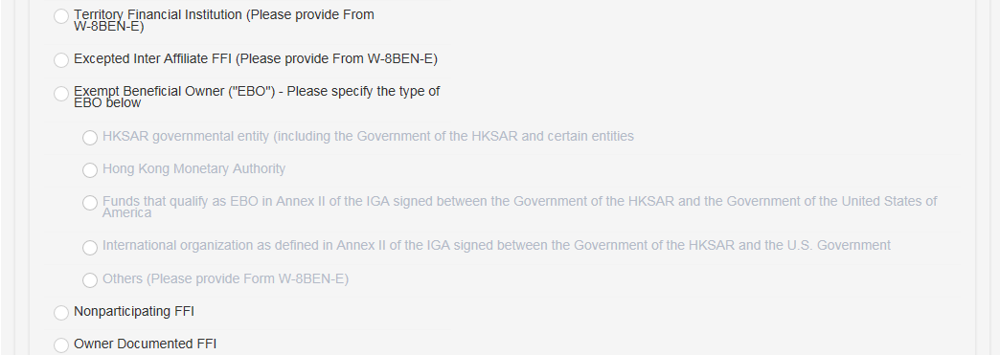 Territory Financial Institution (Please provide From
W-8BEN-E)
Excepted Inter Affiliate FFI (Please provide From W-8BEN-E)
Exempt Beneficial Owner ("EBO") - Please specify the type of
EBO below
HKSAR governmental entity (including the Government of the HKSAR and certain entities
Hong Kong Monetary Authority
Funds that qualify as EBO in Annex II of the IGA signed between the Government of the HKSAR and the Government of the United States of
America
International organization as defined in Annex II of the IGA signed between the Government of the HKSAR and the U.S. Government
Others (Please provide Form W-8BEN-E)
Nonparticipating FFI
Owner Documented FFI